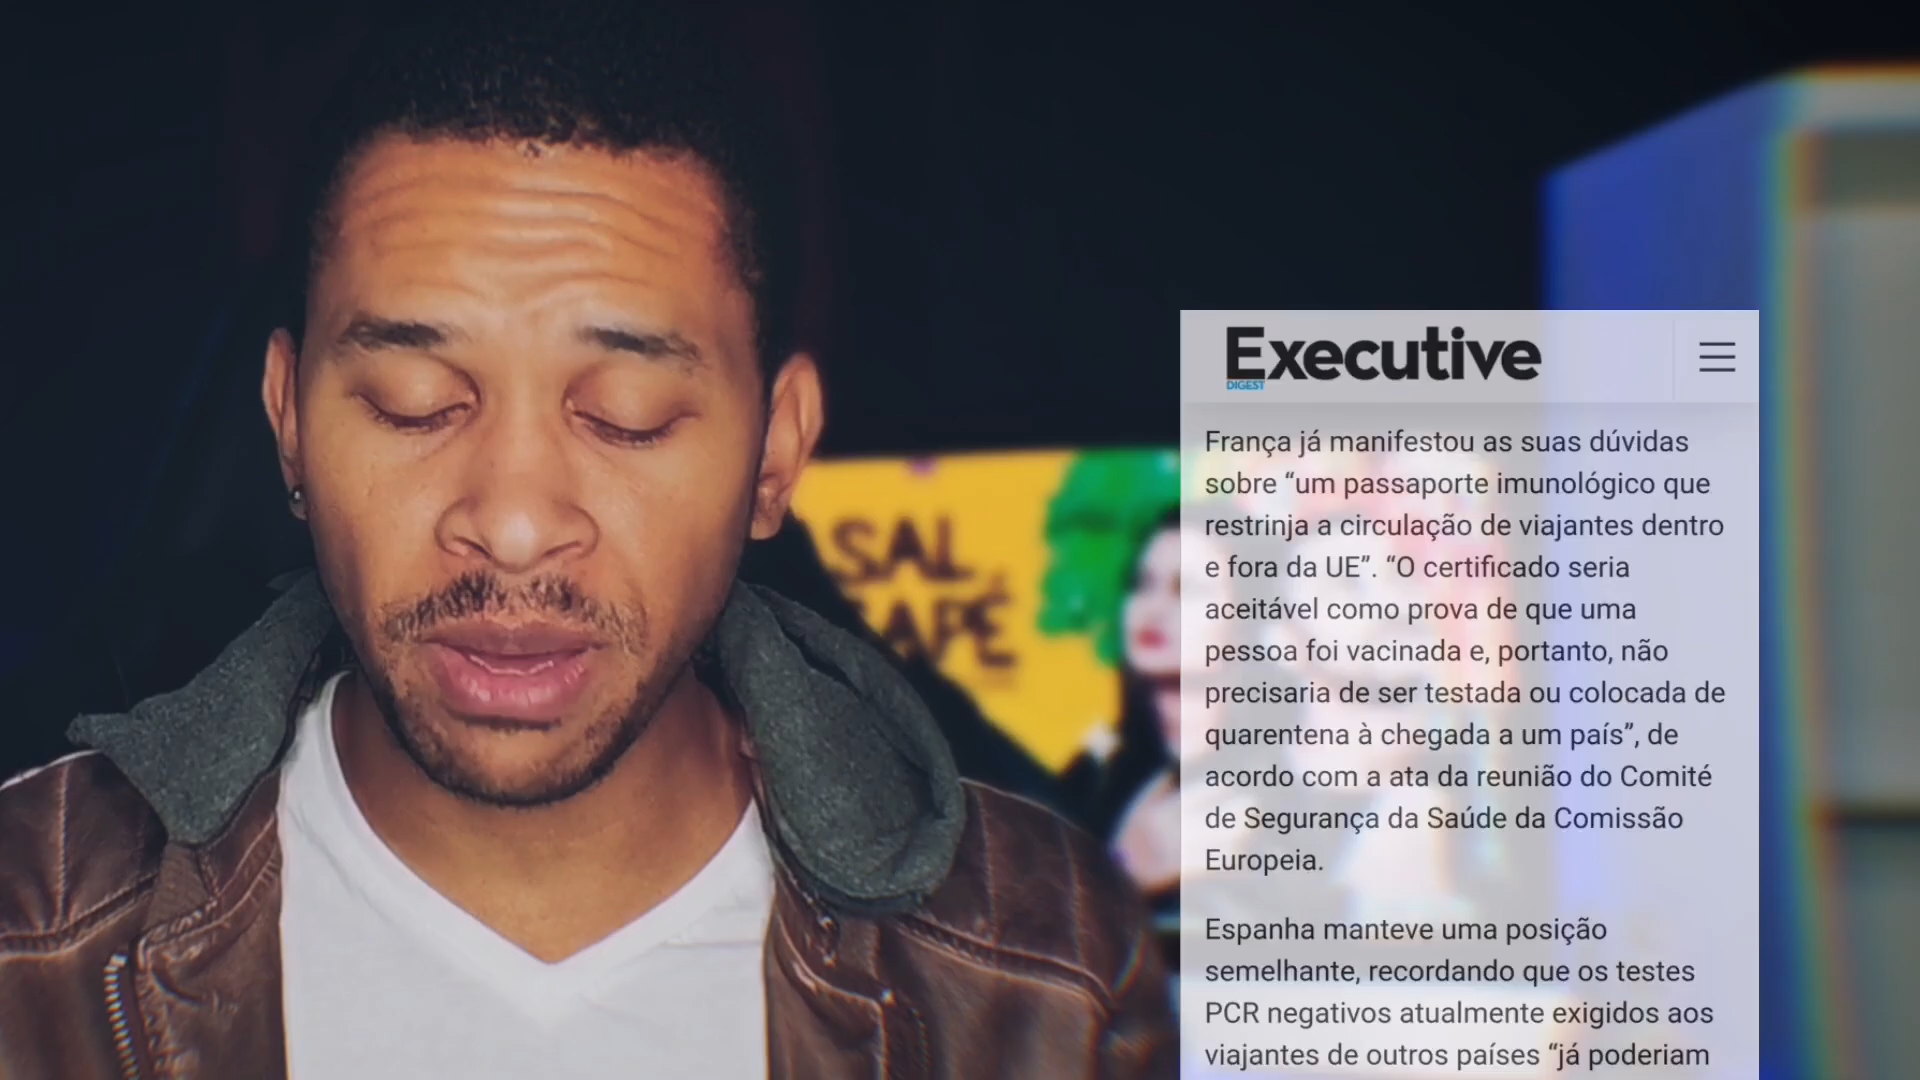 Executive
DIGEST
França já manifestou as suas dúvidas
sobre “um passaporte imunológico que
restrinja a circulação de viajantes dentro
e fora da UE”. “O certificado seria
aceitável como prova de que uma
pessoa foi vacinada e, portanto, não
precisaria de ser testada ou colocada de
quarentena à chegada a um país”, de
acordo com a ata da reunião do Comité
de Segurança da Saúde da Comissão
Europeia.
Espanha manteve uma posição
semelhante, recordando que os testes
PCR negativos atualmente exigidos aos
viajantes de outros países “já poderiam
SAL